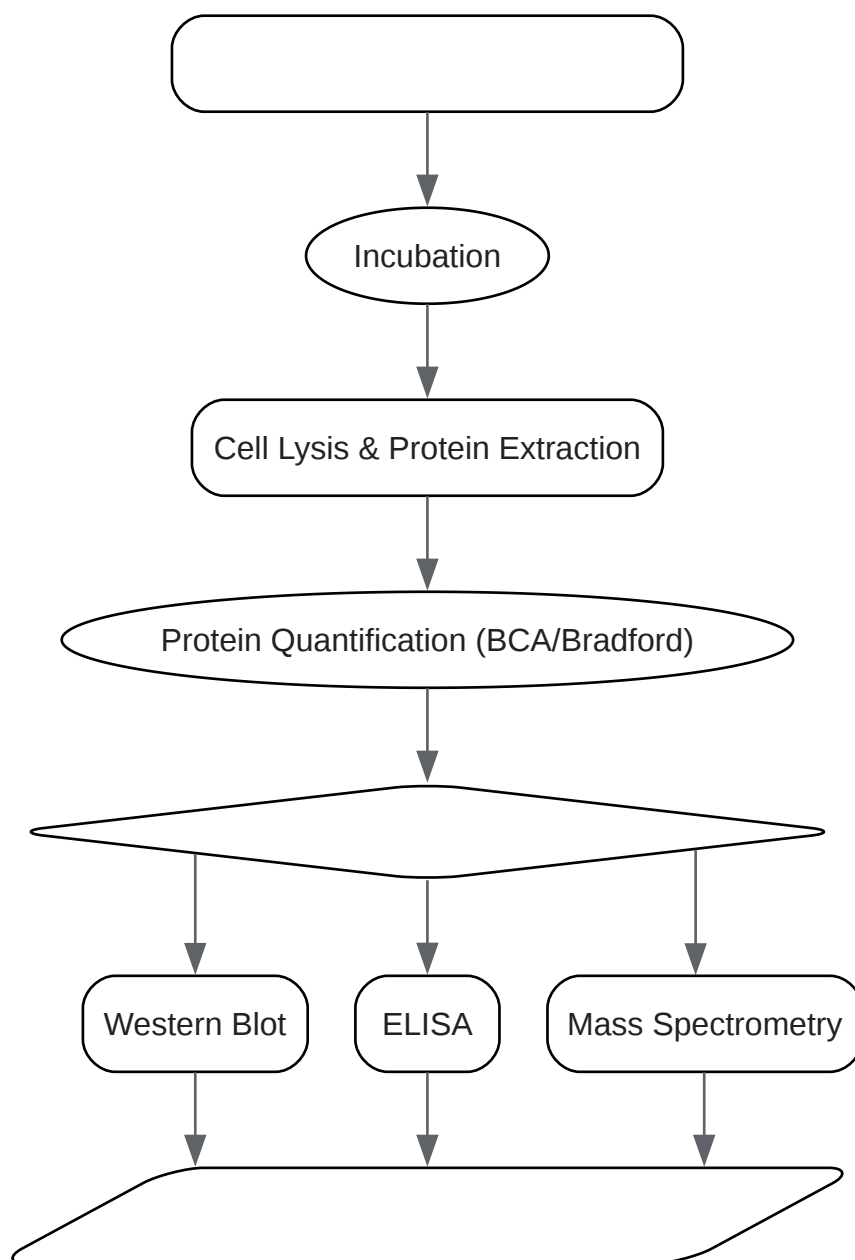 Incubation
Cell Lysis & Protein Extraction
Protein Quantification (BCA/Bradford)
Western Blot
ELISA
Mass Spectrometry